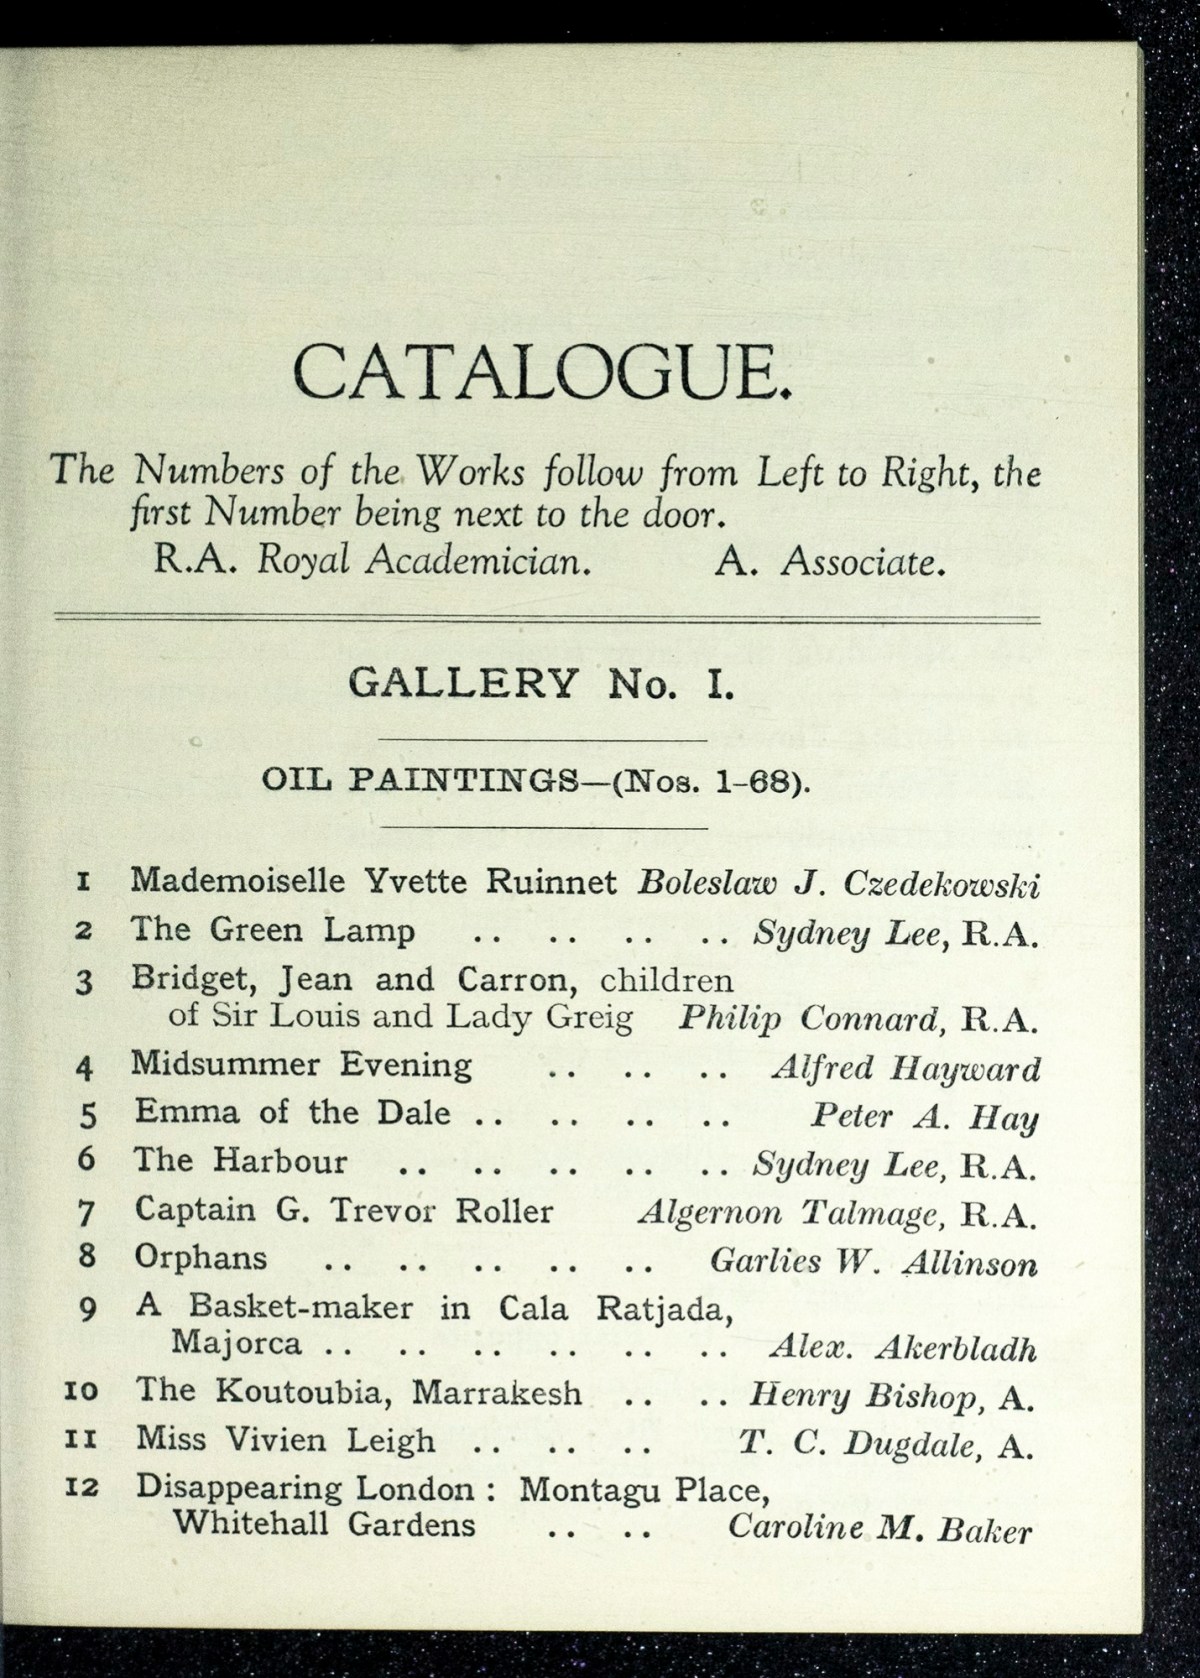 CATALOGUE.
The Numbers of the Works follow from Left to Right, the
first Number being next to the door.
R.A. Royal Academician. A. Associate.
GALLERY No. I.
OIL PAINTINGS—(Nos. 1-68).
1 Mademoiselle Yvette Ruinnet Boleslaw J. Czedekowski
2 The Green Lamp .. .. .. .. Sydney Lee, R.A.
3 Bridget, Jean and Carron, children
of Sir Louis and Lady Greig Philip Connard, R.A.
4 Midsummer Evening .. .. .. Alfred Hayward
5 Emma of the Dale .. .. .. .. Peter A. Hay
6 The Harbour .. .. .. .. .. Sydney Lee, R.A.
7 Captain G. Trevor Roller Algernon Talmage, R.A.
8 Orphans .. .. .. .. .. Garlies W. Allinson
9 A Basket-maker in Cala Ratjada,
Majorca .. .. .. .. .. .. Alex. Akerbladh
10 The Koutoubia, Marrakesh .. .. Henry Bishop, A.
11 Miss Vivien Leigh .. .. .. T. C. Dugdale, A.
12 Disappearing London : Montagu Place,
Whitehall Gardens .. .. Caroline M. Baker